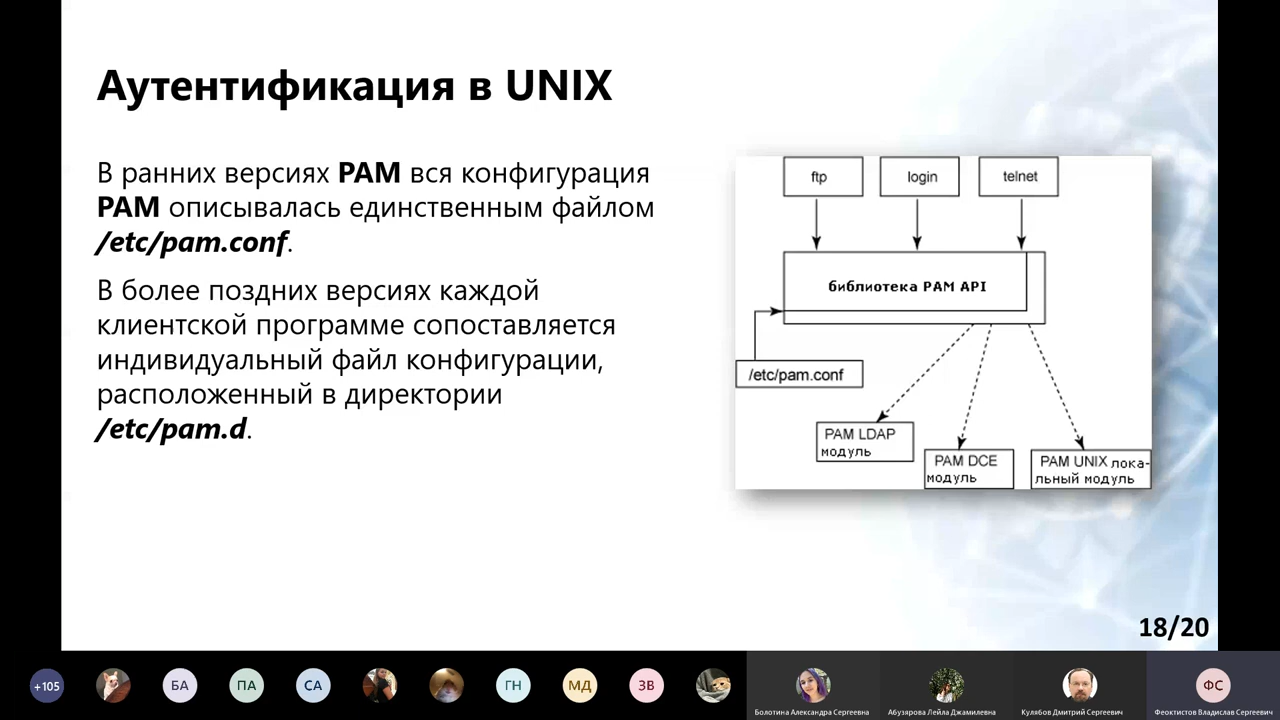 Аутентификация в UNIX
В ранних версиях PAM вся конфигурация
PAM описывалась единственным файлом
/etc/pam.conf.
В более поздних версиях каждой
клиентской программе сопоставляется
индивидуальный файл конфигурации,
расположенный в директории
/etc/pam.d.
ftp
login
telnet
библиотека PAM API
/etc/pam.conf
PAM LDAP
модуль
PAM DCE
модуль
PAM UNIX лока-
льный модуль
18/20
+105
БА
ПА
СА
ГН
МД
ЗВ
ФС
Болотина Александра Сергеевна
Абузярова Лейла Джамилевна
Кулябов Дмитрий Сергеевич
Феоктистов Владислав Сергеевич